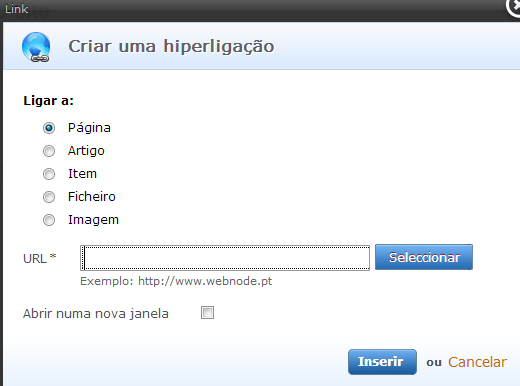 Link
Criar uma hiperligação
Ligar a:
Página
Artigo
Item
Ficheiro
Imagem
URL* Seleccionar
Exemplo: http://www.webnode.pt
Abrir numa nova janela
Inserir ou Cancelar